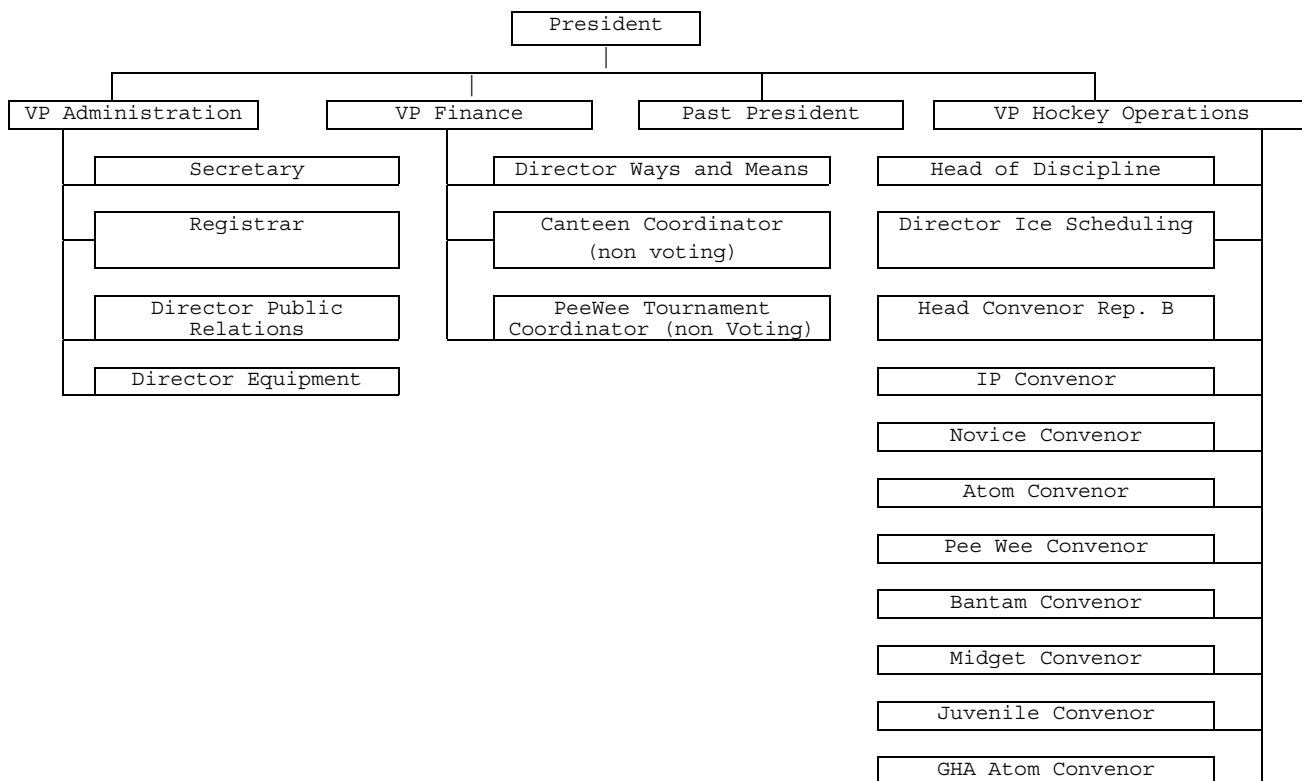 President
VP Administration
VP Finance
Past President
VP Hockey Operations
Secretary
Director Ways and Means
Head of Discipline
Registrar
Canteen Coordinator
(non voting)
Director Ice Scheduling
Director Public
Relations
PeeWee Tournament
Coordinator (non Voting)
Head Convenor Rep. B
Director Equipment
IP Convenor
Novice Convenor
Atom Convenor
Pee Wee Convenor
Bantam Convenor
Midget Convenor
Juvenile Convenor
GHA Atom Convenor